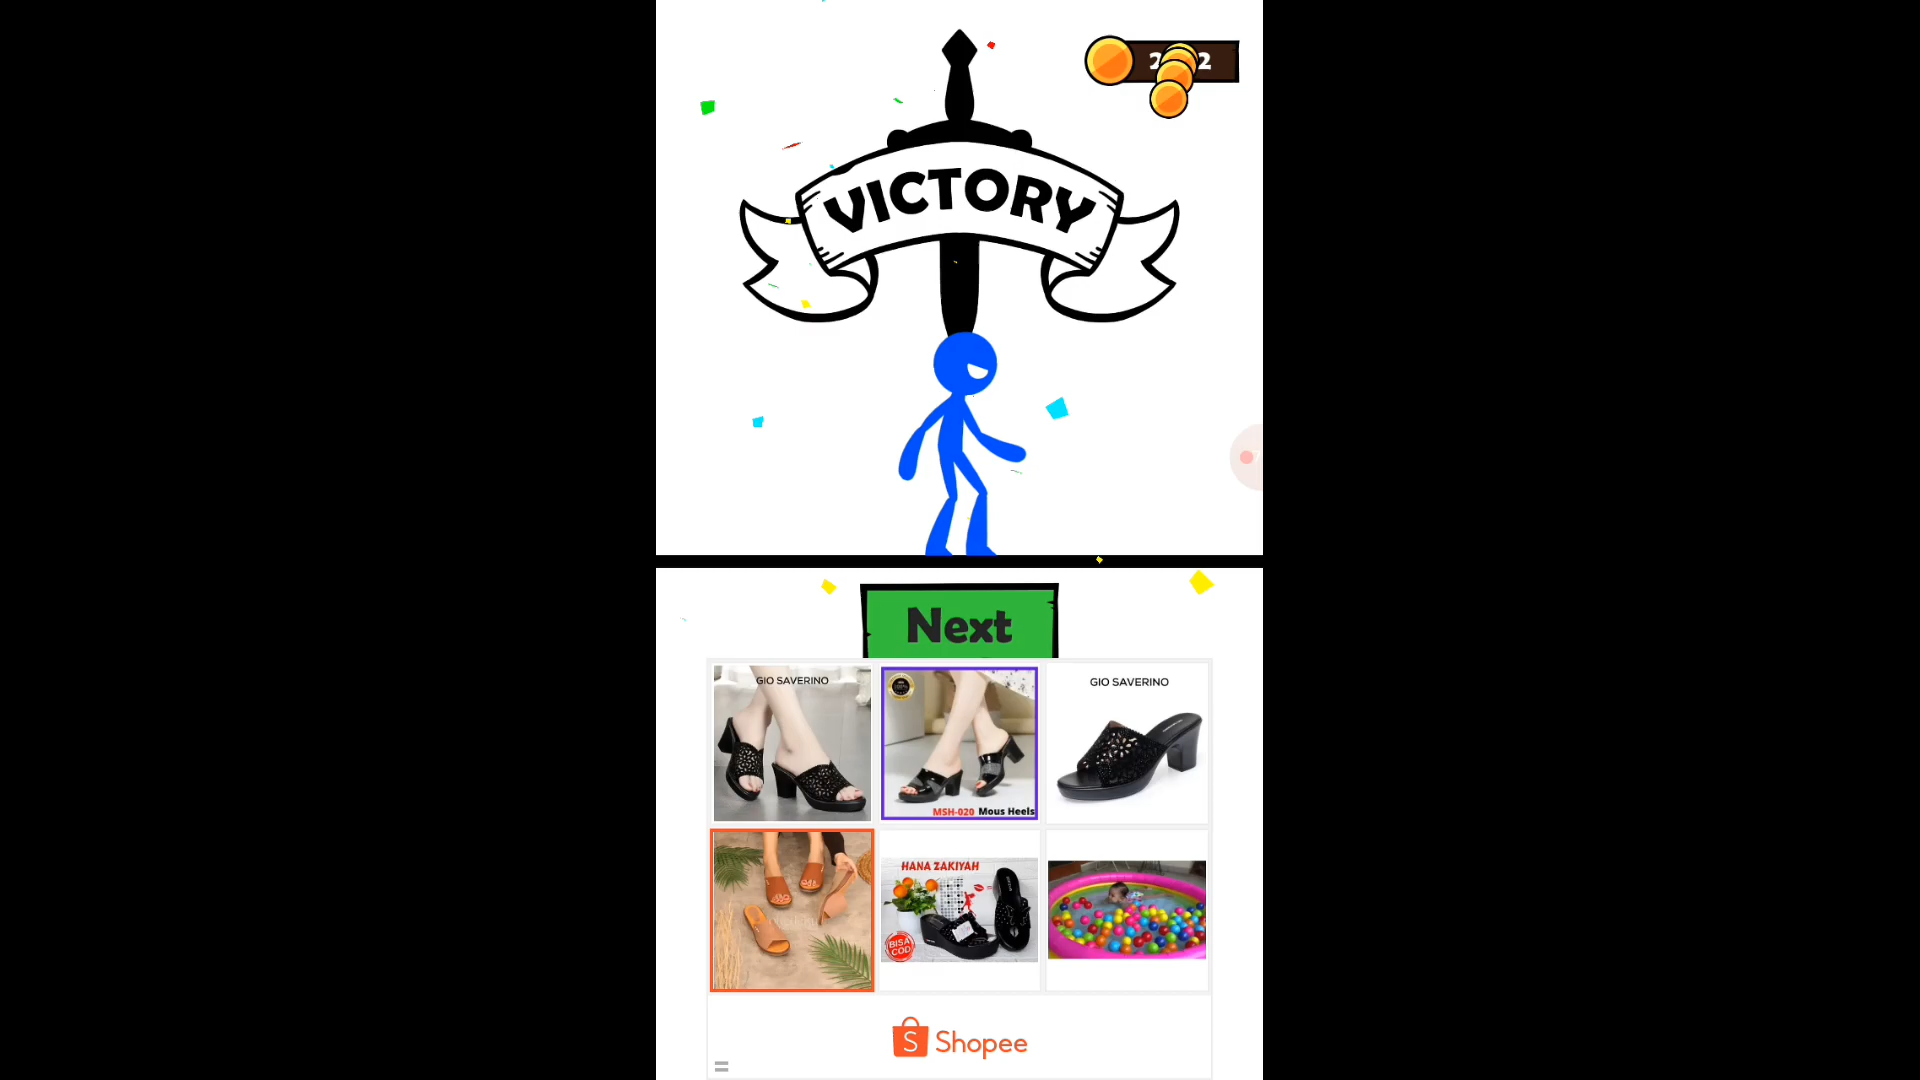 VICTORY
Next
GIO SAVERINO
MSH-020 Mous Heels
GIO SAVERINO
HANA ZAKIYAH
BISA
COD
S Shopee